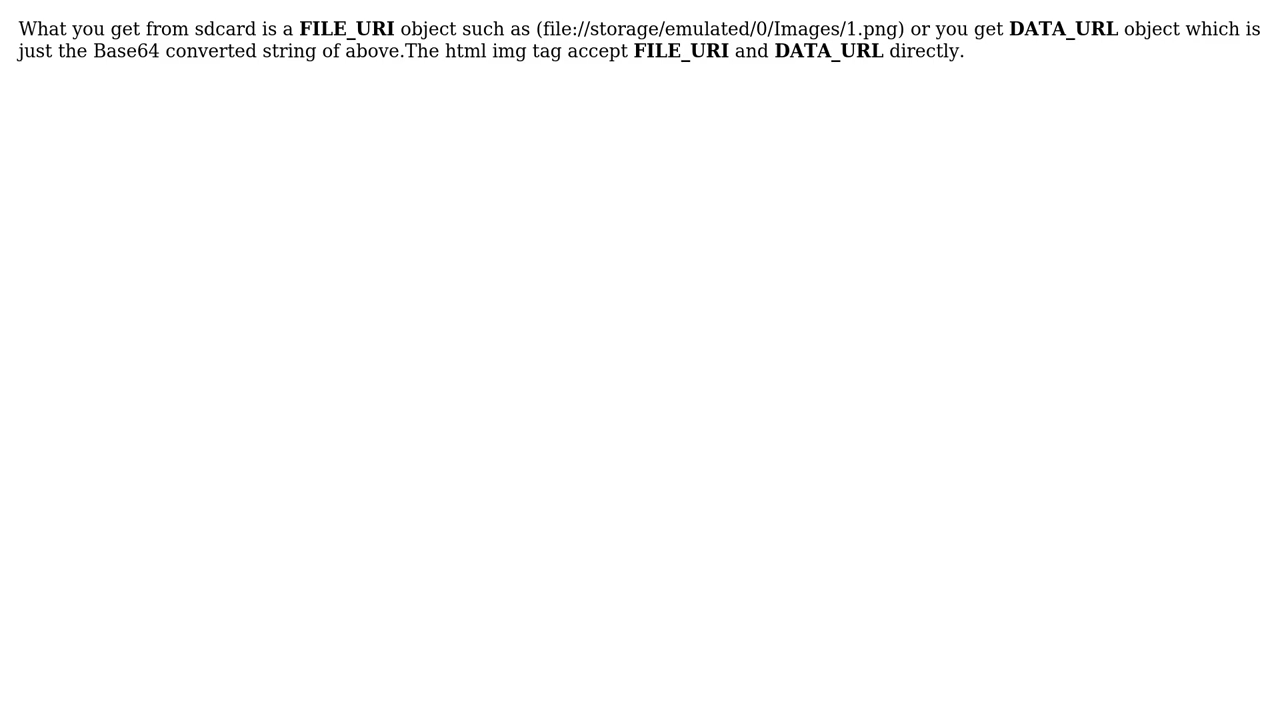 What you get from sdcard is a FILE_URI object such as (file://storage/emulated/0/Images/1.png) or you get DATA_URL object which is
just the Base64 converted string of above.The html img tag accept FILE_URI and DATA_URL directly.